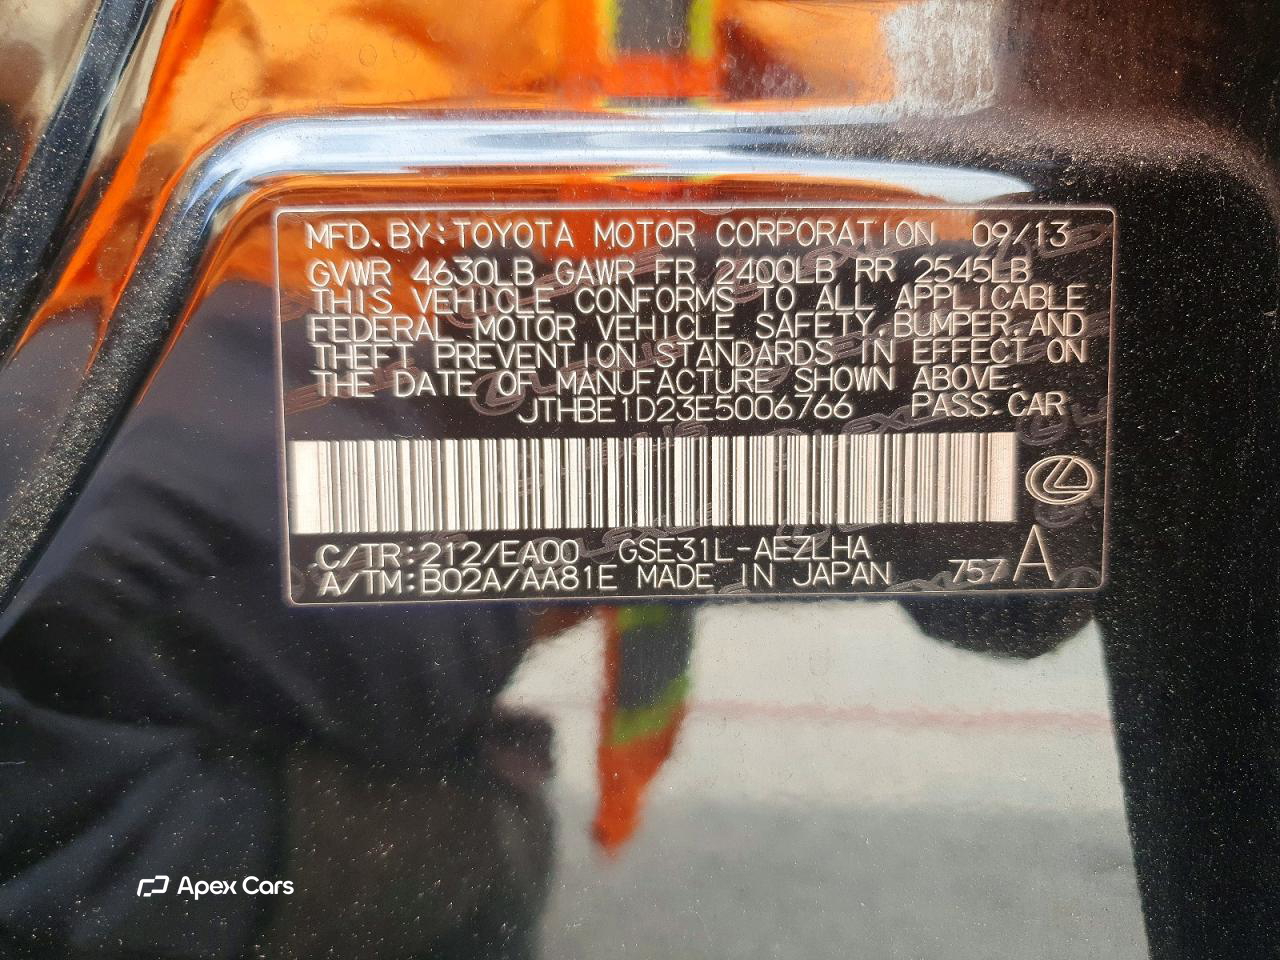 MFD. BY: TOYOTA MOTOR CORPORATION 09/13
GVWR 4630LB GAWR FR 2400LB RR 2545LB
THIS VEHICLE CONFORMS TO ALL APPLICABLE
FEDERAL MOTOR VEHICLE SAFETY, BUMPER, AND
THEFT PREVENTION STANDARDS IN EFFECT ON
THE DATE OF MANUFACTURE SHOWN ABOVE.
JTHBE1D23E5006766 PASS. CAR
C/TR: 212/EA00 GSE31L-AEZLHA
A/TM: B02A/AA81E MADE IN JAPAN 757 A
Apex Cars